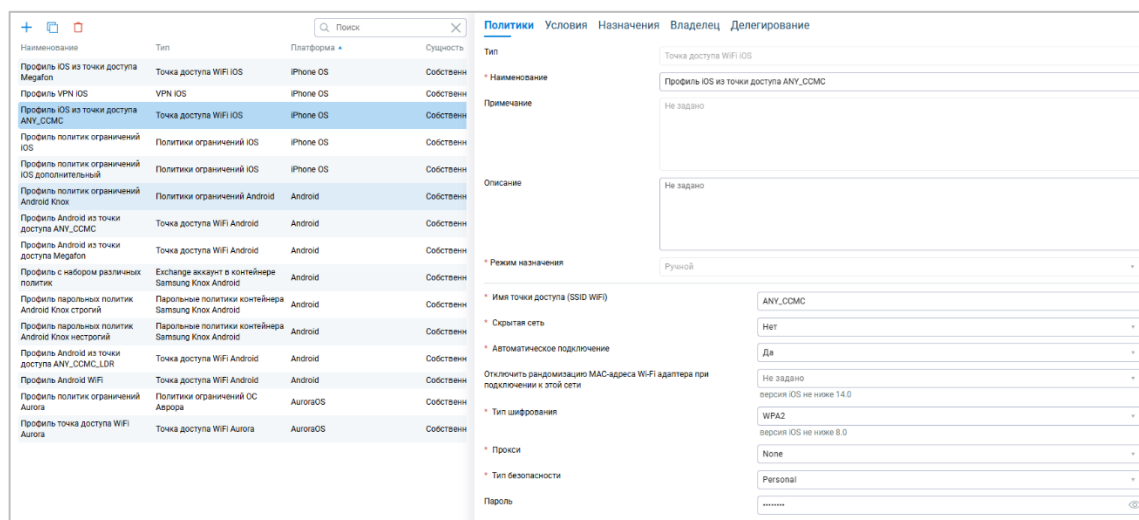 Поиск
Наименование Тип Платформа Сущность
Профиль iOS из точки доступа
Megafon
Точка доступа WiFi iOS iPhone OS Собственн
Профиль VPN iOS VPN iOS iPhone OS Собственн
Профиль iOS из точки доступа
ANY_CCMC
Точка доступа WiFi iOS iPhone OS Собственн
Профиль политик ограничений
iOS
Политики ограничений iOS iPhone OS Собственн
Профиль политик ограничений
iOS дополнительный
Политики ограничений iOS iPhone OS Собственн
Профиль политик ограничений
Android Knox
Политики ограничений Android Android Собственн
Профиль Android из точки
доступа ANY_CCMC
Точка доступа WiFi Android Android Собственн
Профиль Android из точки
доступа Megafon
Точка доступа WiFi Android Android Собственн
Профиль с набором различных
политик
Exchange аккаунт в контейнере
Samsung Knox Android
Android Собственн
Профиль парольных политик
Android Knox строгий
Парольные политики контейнера
Samsung Knox Android
Android Собственн
Профиль парольных политик
Android Knox нестрогий
Парольные политики контейнера
Samsung Knox Android
Android Собственн
Профиль Android из точки
доступа ANY_CCMC_LDR
Точка доступа WiFi Android Android Собственн
Профиль Android WiFi Точка доступа WiFi Android Android Собственн
Профиль политик ограничений
Aurora
Политики ограничений ОС
Аврора
AuroraOS Собственн
Профиль точка доступа WiFi
Aurora
Точка доступа WiFi Aurora AuroraOS Собственн
Политики Условия Назначения Владелец Делегирование
Тип Точка доступа WiFi iOS
* Наименование Профиль iOS из точки доступа ANY_CCMC
Примечание Не задано
Описание Не задано
* Режим назначения Ручной
* Имя точки доступа (SSID WiFi) ANY_CCMC
* Скрытая сеть Нет
* Автоматическое подключение Да
Отключить рандомизацию MAC-адреса Wi-Fi адаптера при
подключении к этой сети
Не задано
версия iOS не ниже 14.0
* Тип шифрования WPA2
версия iOS не ниже 8.0
* Прокси None
* Тип безопасности Personal
Пароль ••••••••